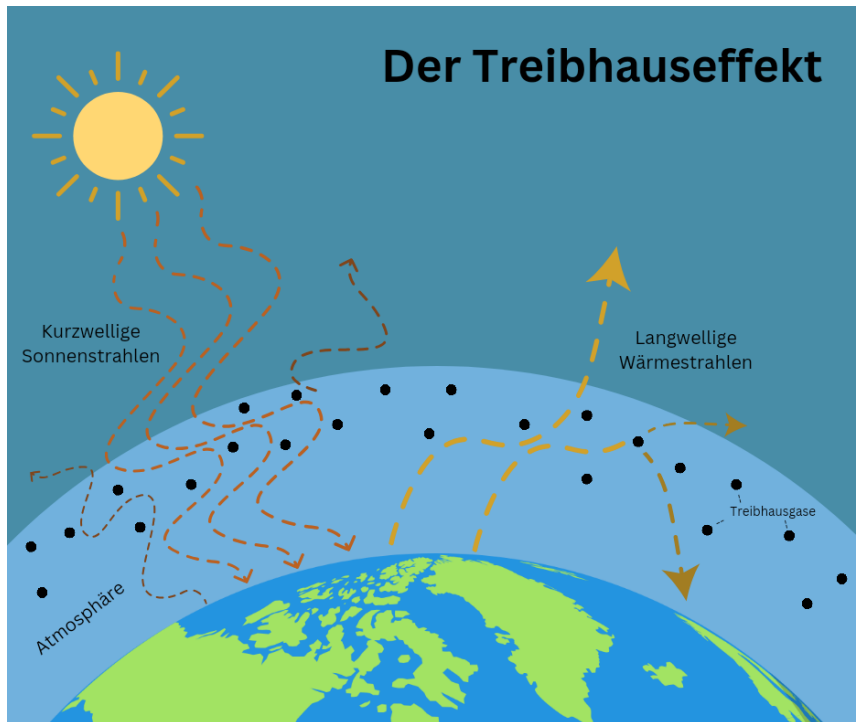 Der Treibhauseffekt
Kurzwellige
Sonnenstrahlen
Langwellige
Wärmestrahlen
Treibhausgase
Atmosphäre